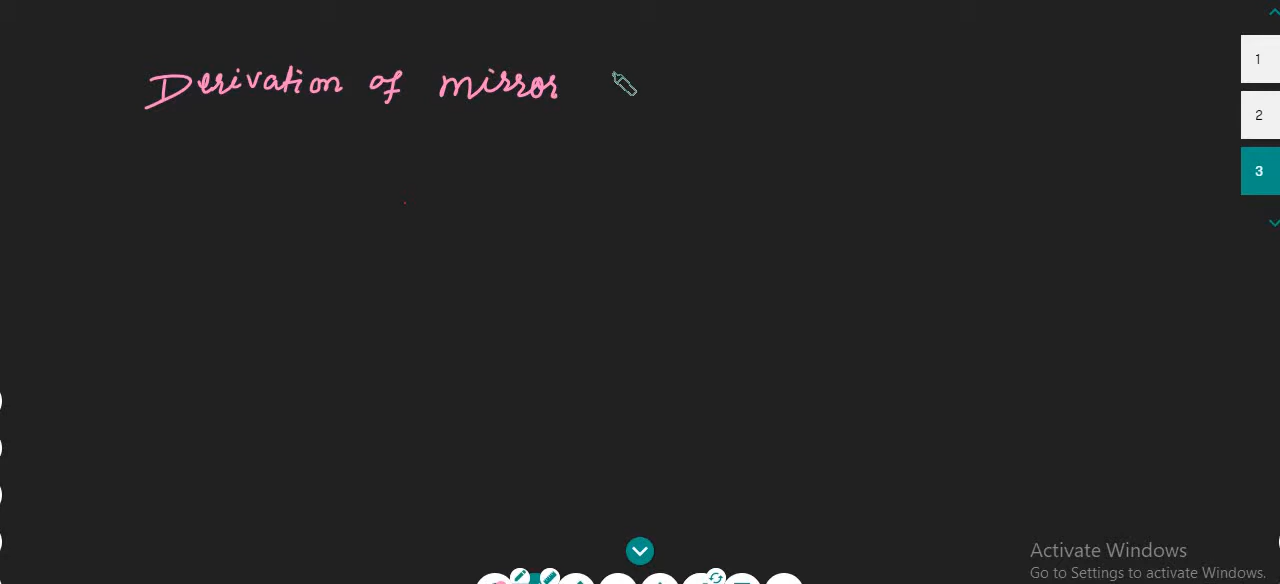 Derivation of mirror
1
2
3
Activate Windows
Go to Settings to activate Windows.